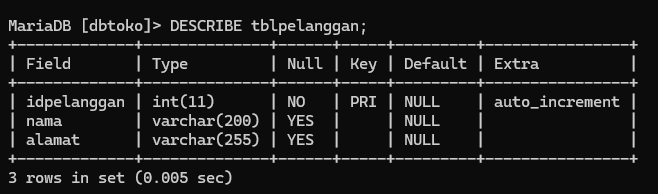 MariaDB [dbtoko]> DESCRIBE tblpelanggan;
+-------------+--------------+------+-----+---------+----------------+
| Field       | Type         | Null | Key | Default | Extra          |
+-------------+--------------+------+-----+---------+----------------+
| idpelanggan | int(11)      | NO   | PRI | NULL    | auto_increment |
| nama        | varchar(200) | YES  |     | NULL    |                |
| alamat      | varchar(255) | YES  |     | NULL    |                |
+-------------+--------------+------+-----+---------+----------------+
3 rows in set (0.005 sec)